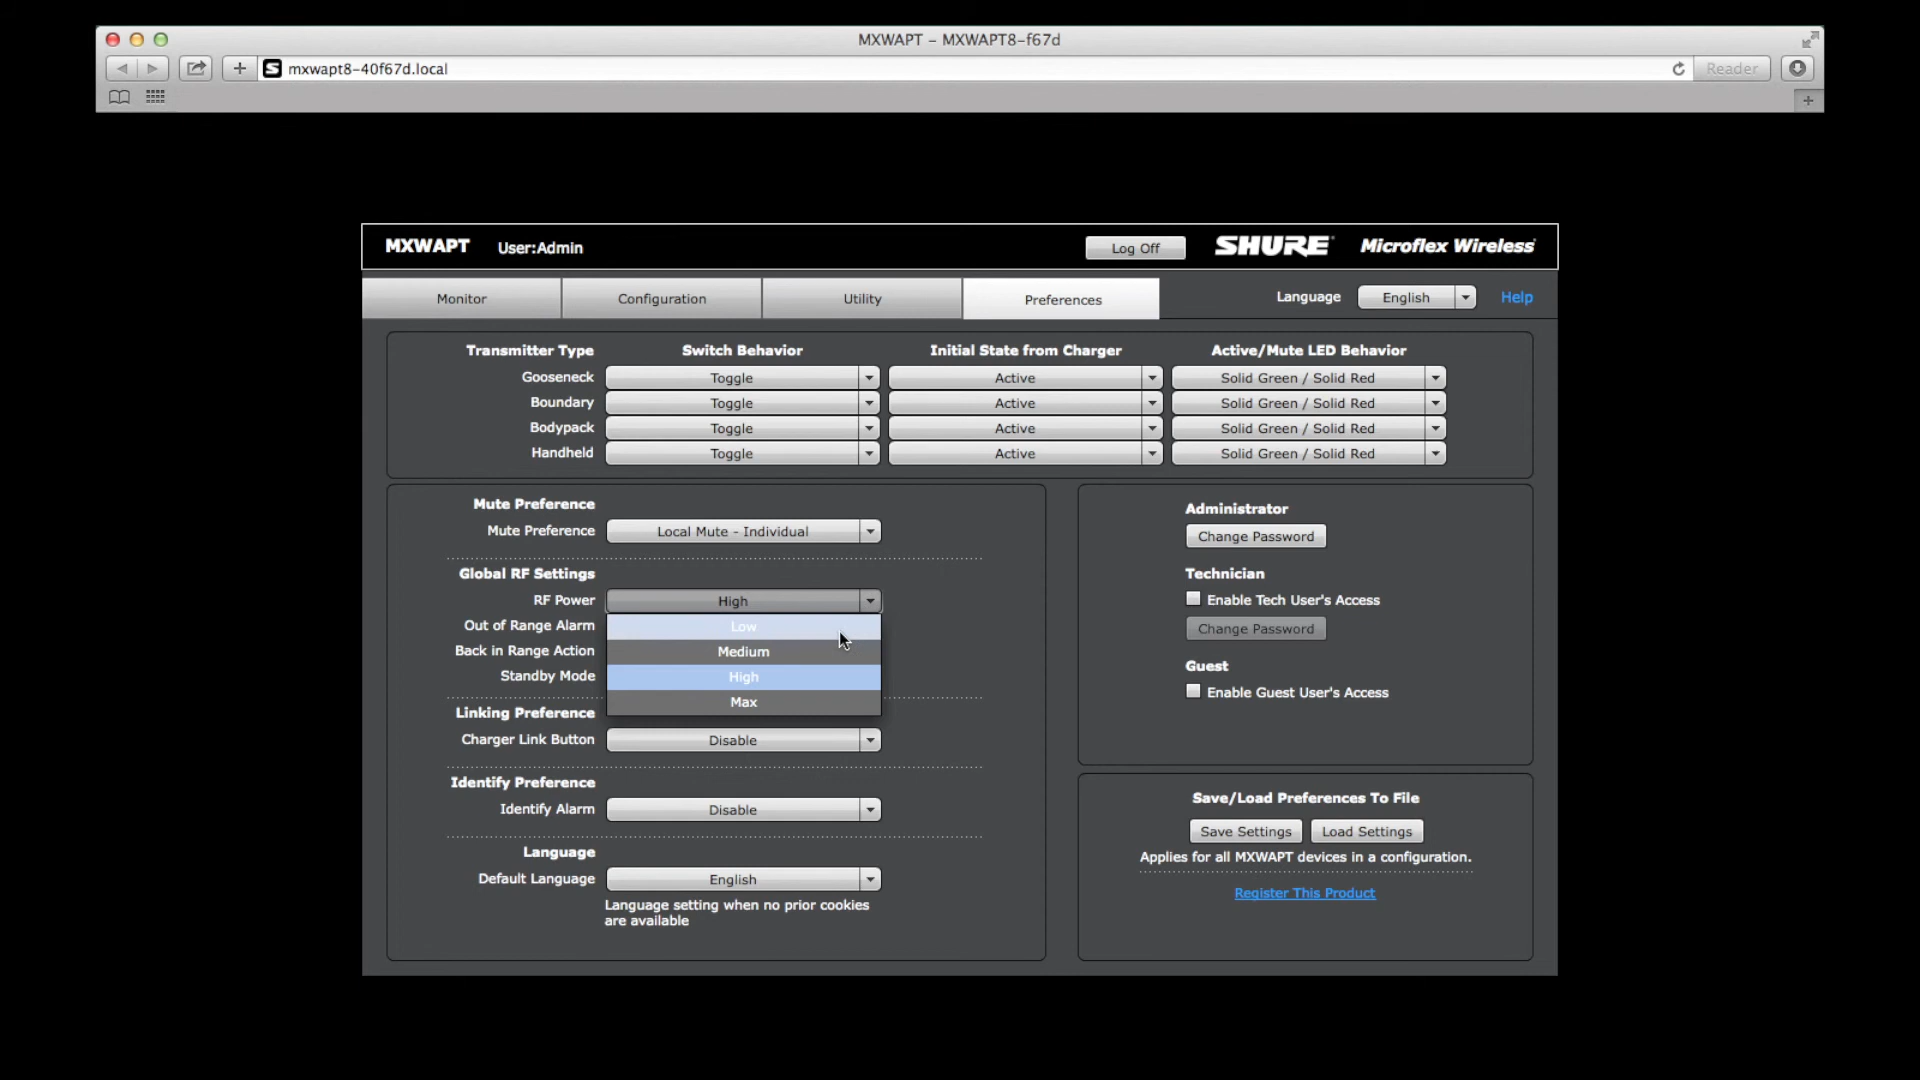 MXWAPT – MXWAPT8-f67d
mxwapt8-40f67d.local
Reader
MXWAPT User:Admin Log Off SHURE Microflex Wireless
Monitor Configuration Utility Preferences Language English Help
Transmitter Type Switch Behavior Initial State from Charger Active/Mute LED Behavior
Gooseneck Toggle Active Solid Green / Solid Red
Boundary Toggle Active Solid Green / Solid Red
Bodypack Toggle Active Solid Green / Solid Red
Handheld Toggle Active Solid Green / Solid Red
Mute Preference
Mute Preference Local Mute - Individual
Global RF Settings
RF Power High
Out of Range Alarm Low
Back in Range Action Medium
Standby Mode High
Max
Linking Preference
Charger Link Button Disable
Identify Preference
Identify Alarm Disable
Language
Default Language English
Language setting when no prior cookies
are available
Administrator
Change Password
Technician
Enable Tech User's Access
Change Password
Guest
Enable Guest User's Access
Save/Load Preferences To File
Save Settings Load Settings
Applies for all MXWAPT devices in a configuration.
Register This Product